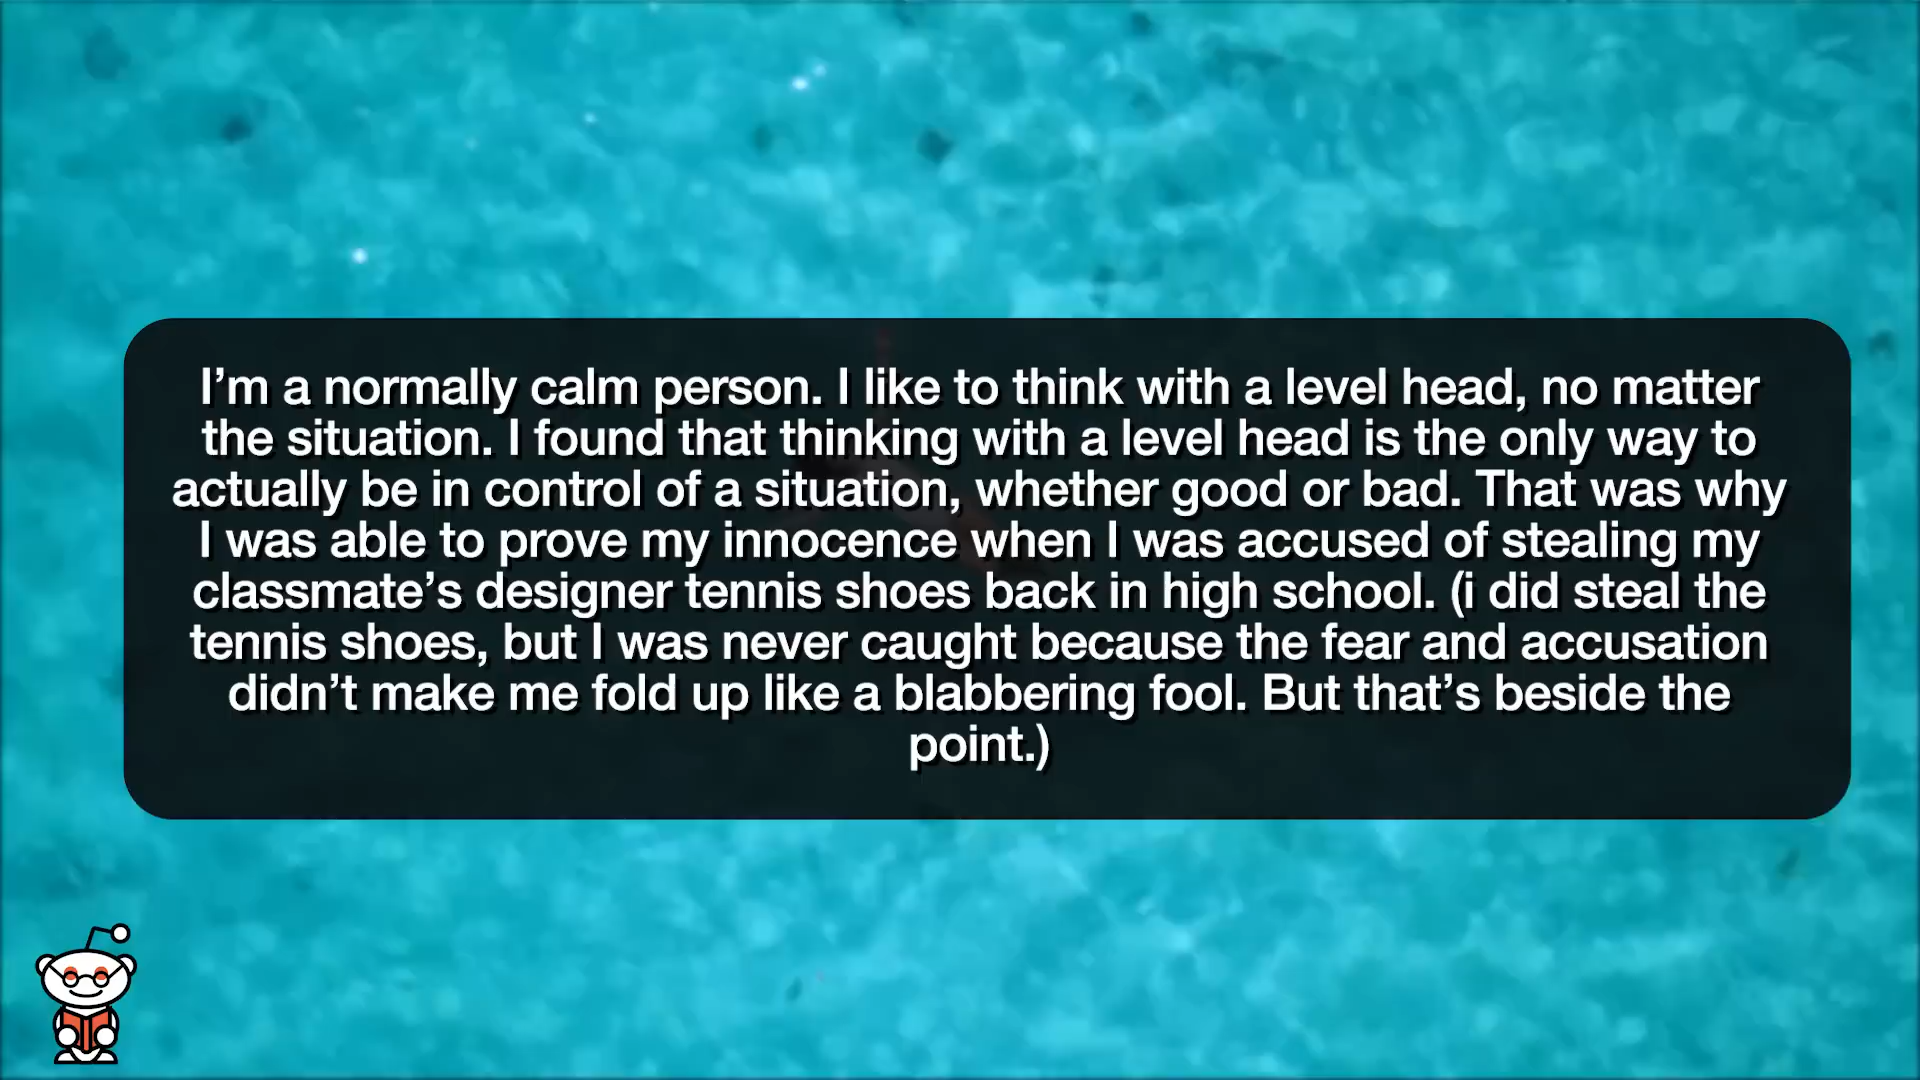 I’m a normally calm person. I like to think with a level head, no matter
the situation. I found that thinking with a level head is the only way to
actually be in control of a situation, whether good or bad. That was why
I was able to prove my innocence when I was accused of stealing my
classmate’s designer tennis shoes back in high school. (i did steal the
tennis shoes, but I was never caught because the fear and accusation
didn’t make me fold up like a blabbering fool. But that’s beside the
point.)